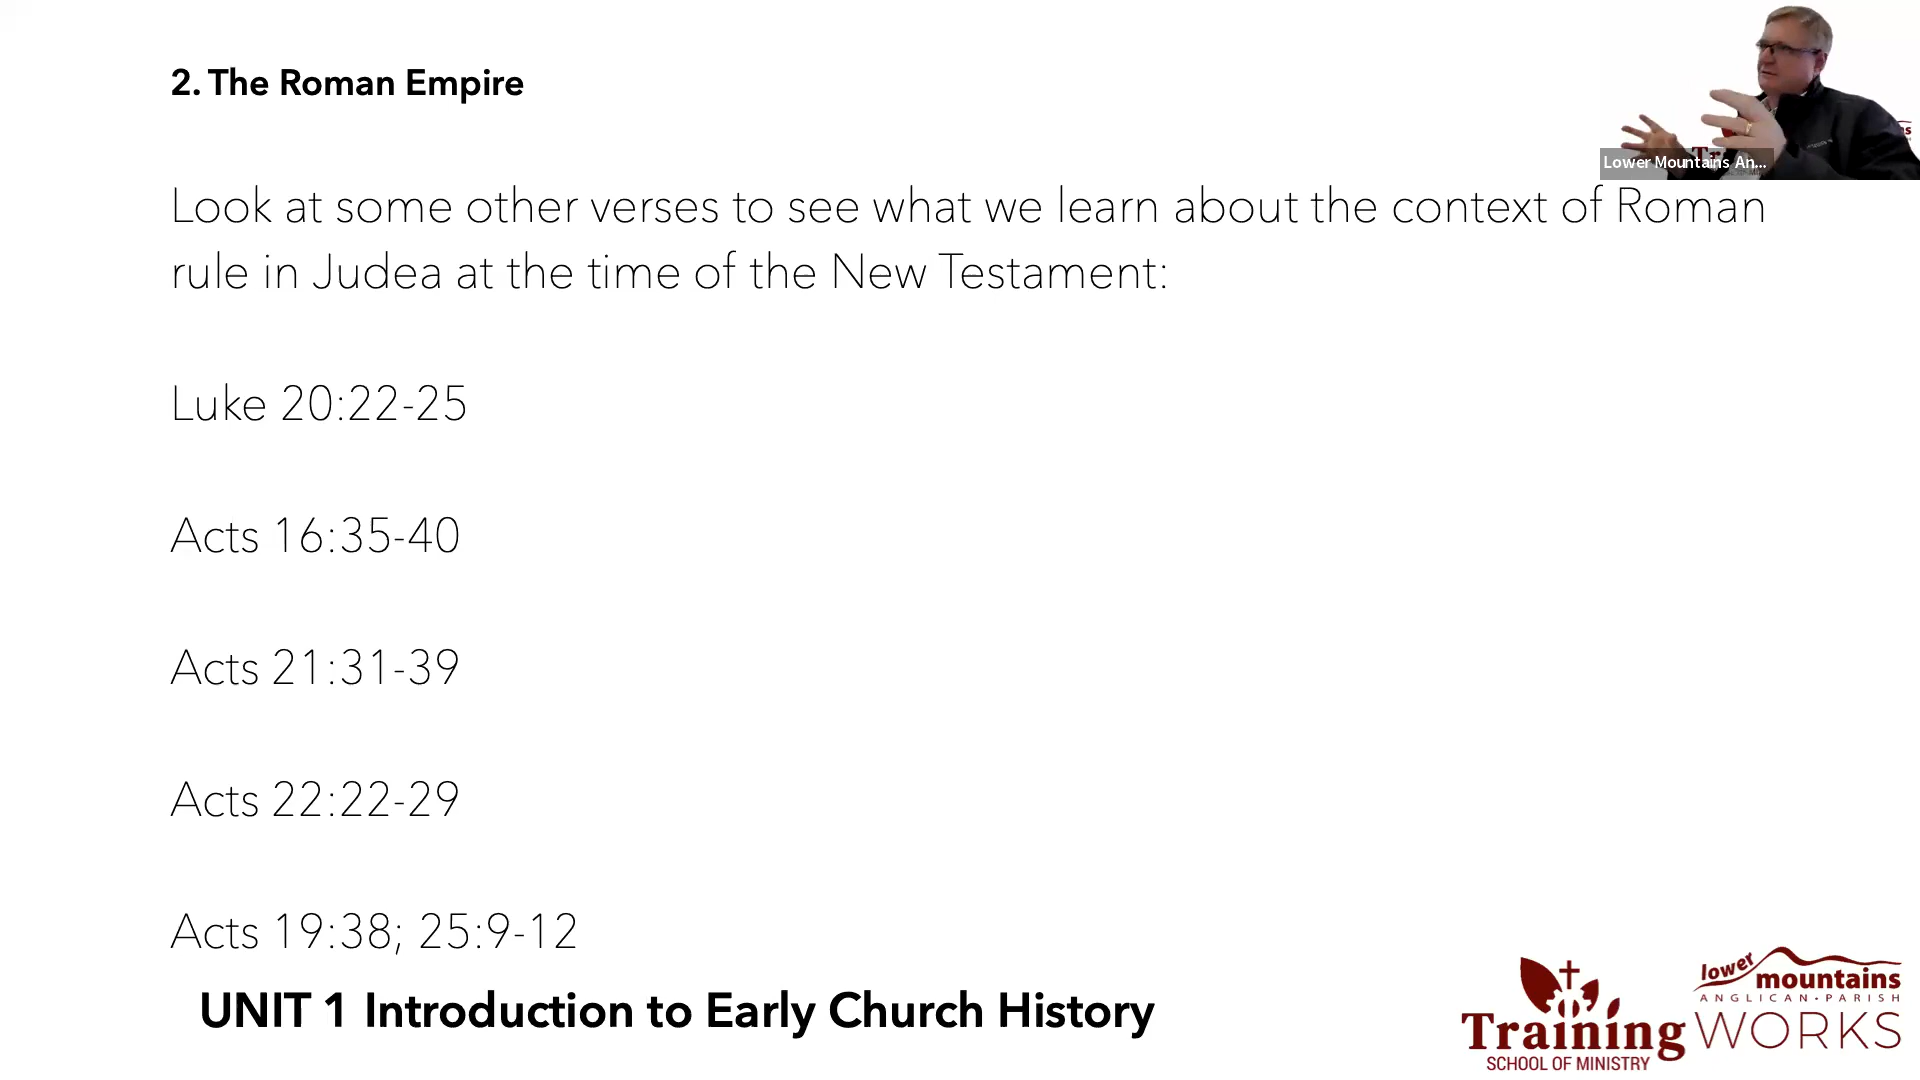 2. The Roman Empire
Lower Mountains An...
Look at some other verses to see what we learn about the context of Roman
rule in Judea at the time of the New Testament:
Luke 20:22-25
Acts 16:35-40
Acts 21:31-39
Acts 22:22-29
Acts 19:38; 25:9-12
UNIT 1 Introduction to Early Church History
Training
SCHOOL OF MINISTRY
lower
mountains
ANGLICAN • PARISH
WORKS